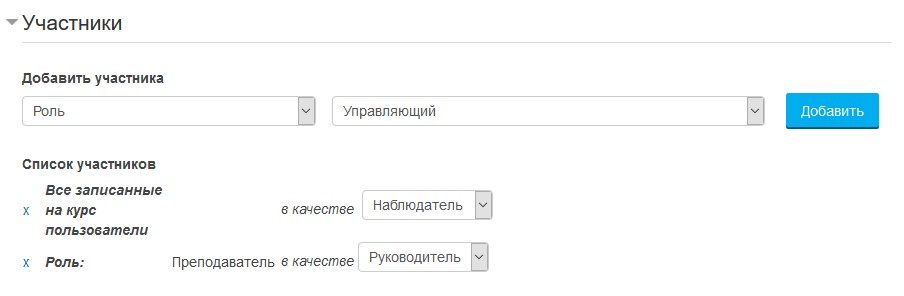 Участники
Добавить участника
Роль Управляющий Добавить
Список участников
Все записанные
на курс
пользователи
x в качестве Наблюдатель
x Роль: Преподаватель в качестве Руководитель